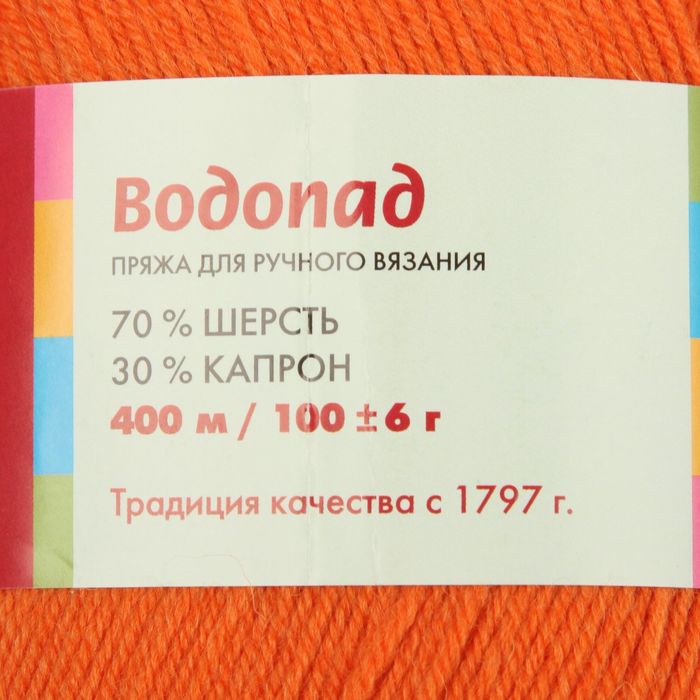 Водопад
ПРЯЖА ДЛЯ РУЧНОГО ВЯЗАНИЯ
70 % ШЕРСТЬ
30 % КАПРОН
400 м / 100 ± 6 г
Традиция качества с 1797 г.